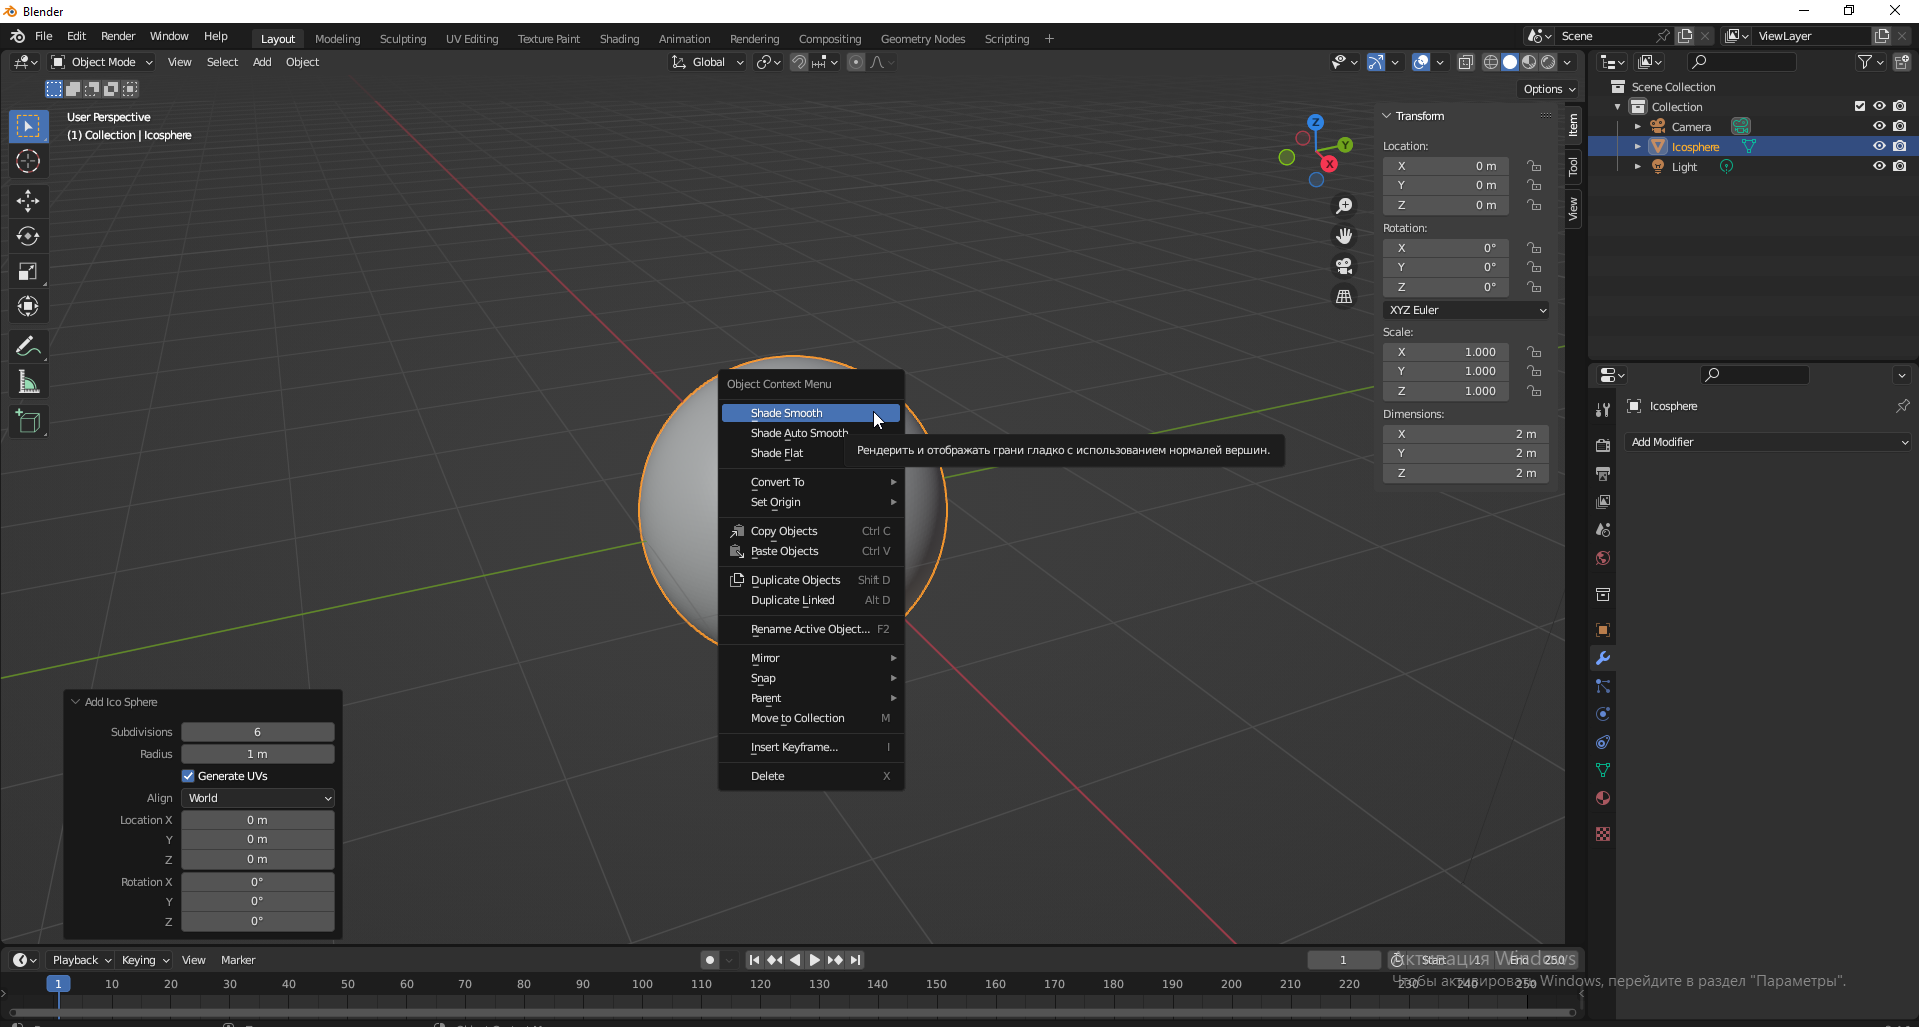 Blender
File Edit Render Window Help Layout Modeling Sculpting UV Editing Texture Paint Shading Animation Rendering Compositing Geometry Nodes Scripting + Scene ViewLayer
Object Mode View Select Add Object Global
Options
User Perspective
(1) Collection | Icosphere
Z
Y
X
Transform
Location:
X 0 m
Y 0 m
Z 0 m
Rotation:
X 0°
Y 0°
Z 0°
XYZ Euler
Scale:
X 1.000
Y 1.000
Z 1.000
Dimensions:
X 2 m
Y 2 m
Z 2 m
Item
Tool
View
Scene Collection
Collection
Camera
Icosphere
Light
Icosphere
Add Modifier
Object Context Menu
Shade Smooth
Shade Auto Smooth
Shade Flat
Рендерить и отображать грани гладко с использованием нормалей вершин.
Convert To
Set Origin
Copy Objects Ctrl C
Paste Objects Ctrl V
Duplicate Objects Shift D
Duplicate Linked Alt D
Rename Active Object... F2
Mirror
Snap
Parent
Move to Collection M
Insert Keyframe... I
Delete X
Add Ico Sphere
Subdivisions 6
Radius 1 m
Generate UVs
Align World
Location X 0 m
Y 0 m
Z 0 m
Rotation X 0°
Y 0°
Z 0°
Playback Keying View Marker 1 Start 1 End 250
Активация Windows
1 10 20 30 40 50 60 70 80 90 100 110 120 130 140 150 160 170 180 190 200 210 220 230 240 250
Чтобы активировать Windows, перейдите в раздел "Параметры".